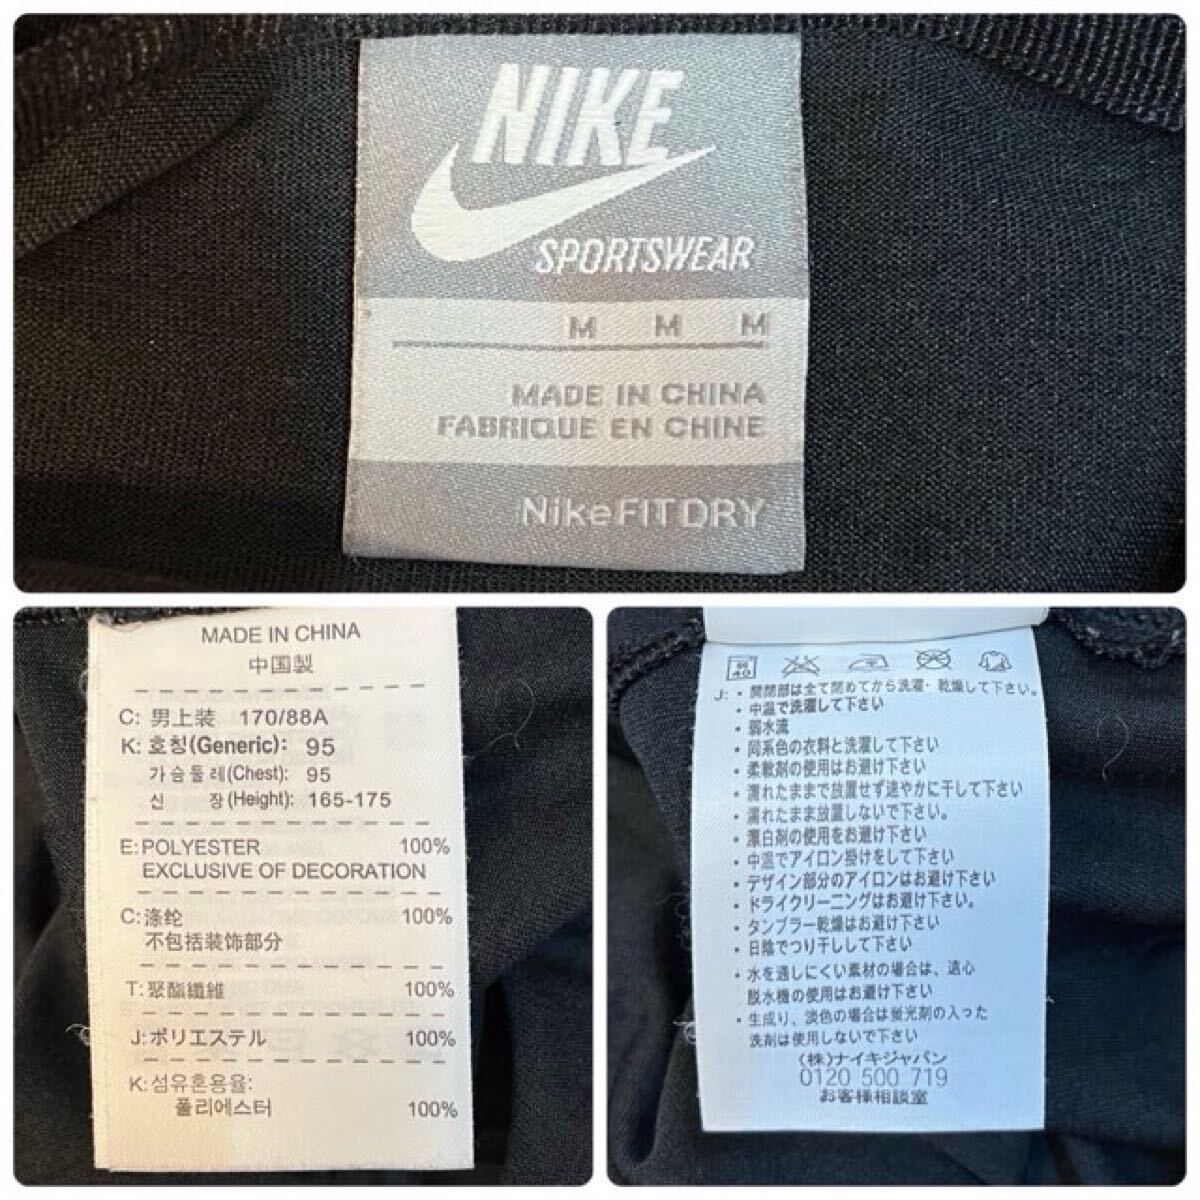 NIKE
SPORTSWEAR
M M M
MADE IN CHINA
FABRIQUE EN CHINE
NikeFITDRY
MADE IN CHINA
中国製
C: 男上装 170/88A
K: 호칭(Generic): 95
가슴둘레(Chest): 95
신 장(Height): 165-175
E: POLYESTER 100%
EXCLUSIVE OF DECORATION
C: 涤纶 100%
不包括装饰部分
T: 聚酯纖維 100%
J: ポリエステル 100%
K: 섬유혼용율:
폴리에스터 100%
40
J: ・開閉部は全て閉めてから洗濯・乾燥して下さい。
・中温で洗濯して下さい
・弱水流
・同系色の衣料と洗濯して下さい
・柔軟剤の使用はお避け下さい
・濡れたままで放置せず速やかに干して下さい
・濡れたまま放置しないで下さい。
・漂白剤の使用をお避け下さい
・中温でアイロン掛けをして下さい
・デザイン部分のアイロンはお避け下さい
・ドライクリーニングはお避け下さい。
・タンブラー乾燥はお避け下さい
・日陰でつり干しして下さい
・水を通しにくい素材の場合は、遠心
脱水機の使用はお避け下さい
・生成り、淡色の場合は蛍光剤の入った
洗剤は使用しないで下さい
(株)ナイキジャパン
0120 500 719
お客様相談室